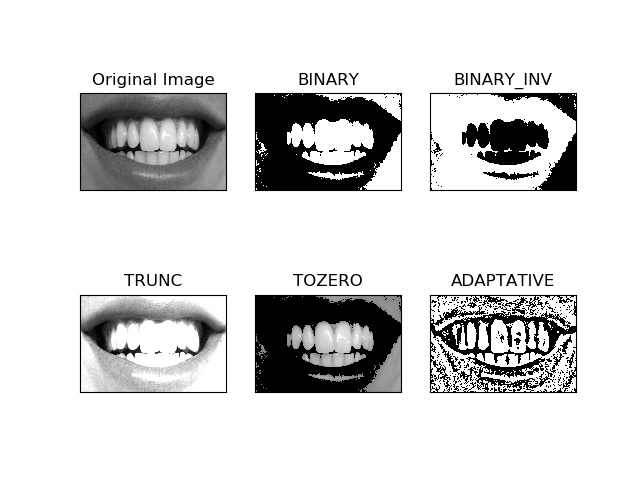 Original Image
BINARY
BINARY_INV
TRUNC
TOZERO
ADAPTATIVE